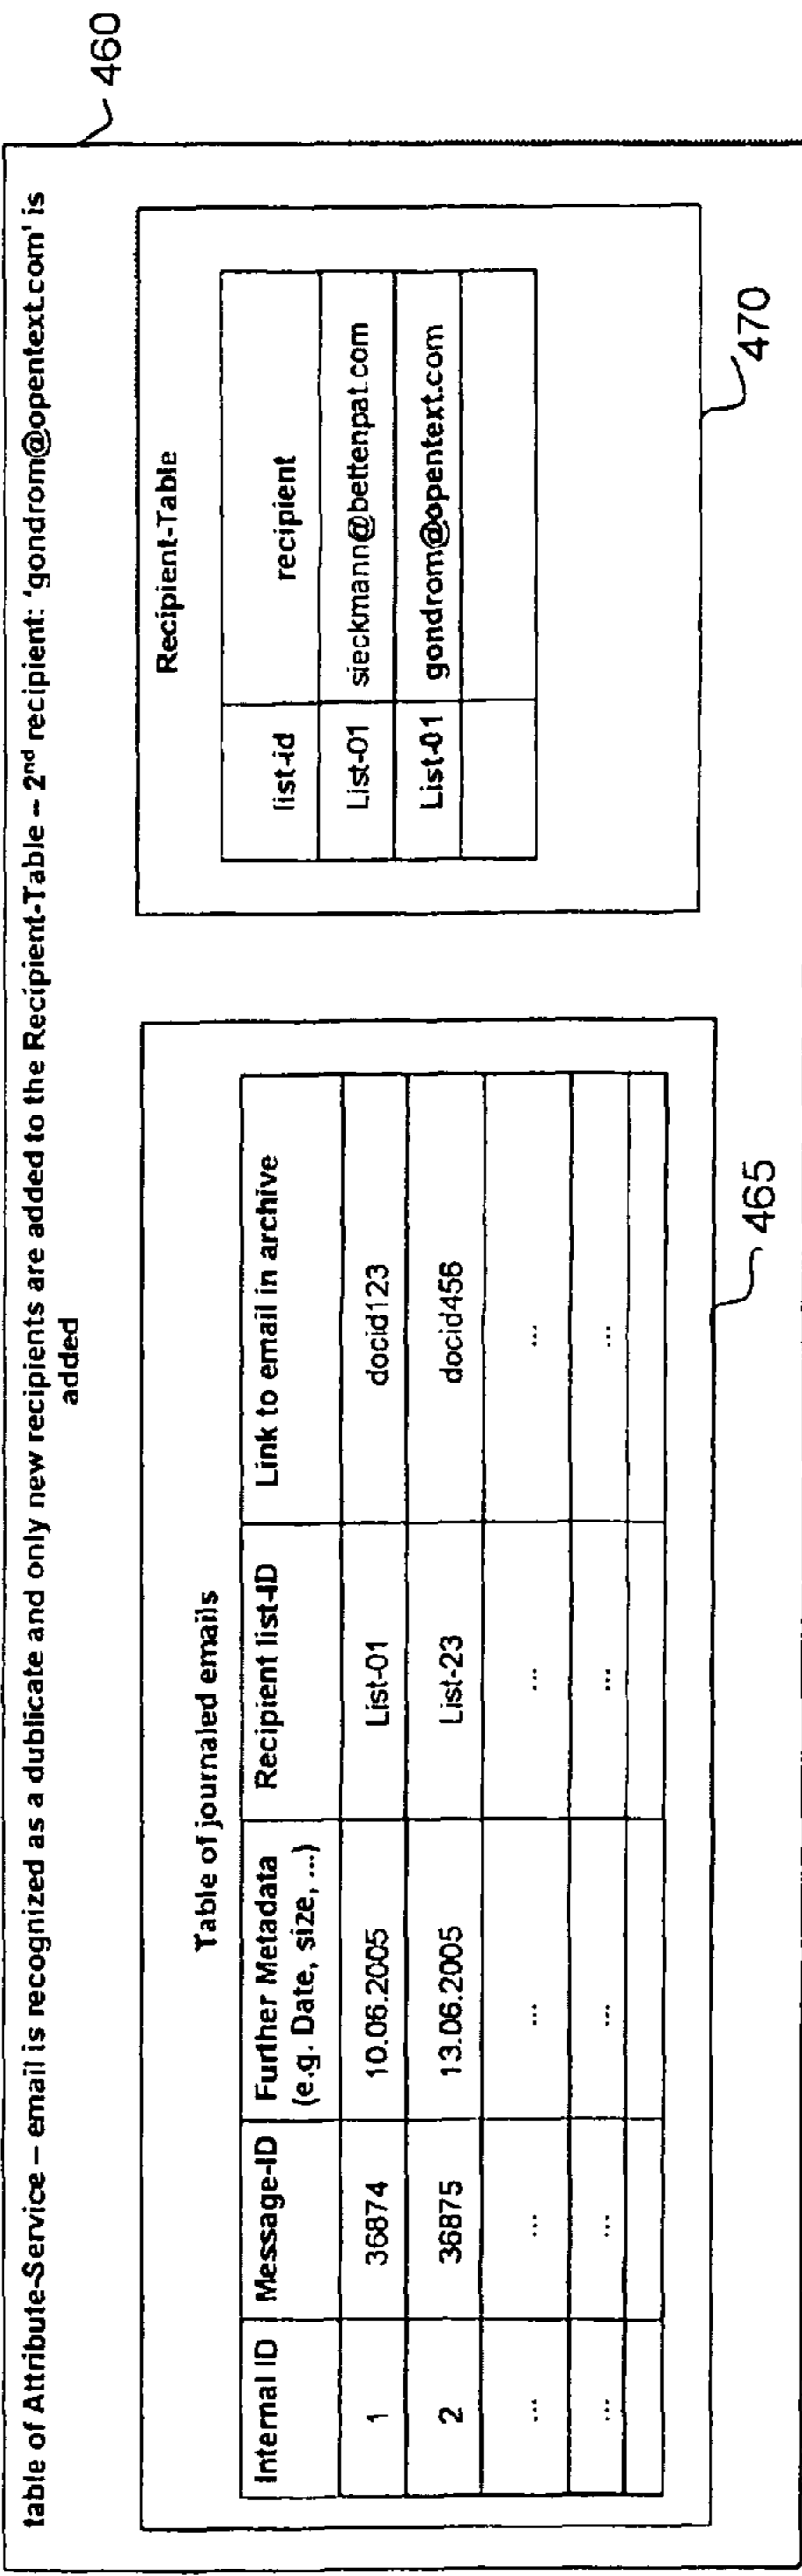 table of Attribute-Service – email is recognized as a dublicate and only new recipients are added to the Recipient-Table – 2nd recipient: 'gondrom@opentext.com' is
added
460
Table of journaled emails
Internal ID Message-ID Further Metadata (e.g. Date, size, ...) Recipient list-ID Link to email in archive
1 36874 10.06.2005 List-01 docid123
2 36875 13.06.2005 List-23 docid456
... ... ... ... ...
... ... ... ... ...
465
Recipient-Table
list-id recipient
List-01 sieckmann@bettenpat.com
List-01 gondrom@opentext.com
470